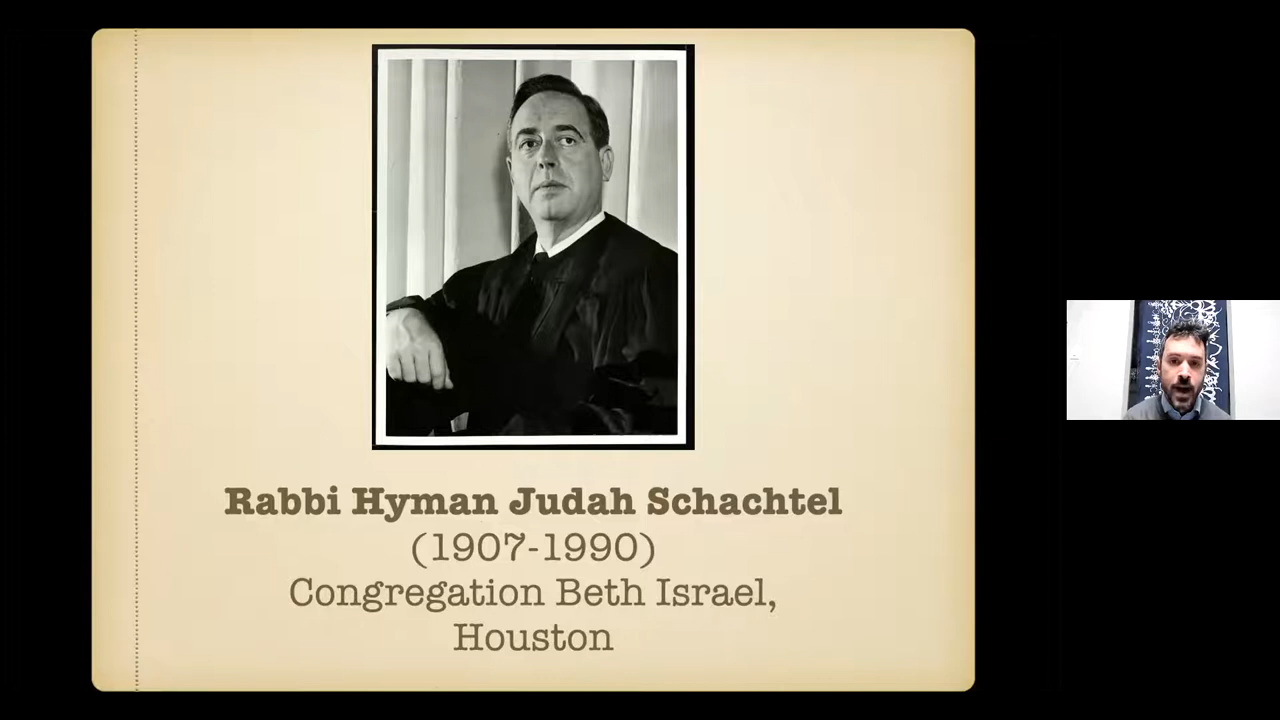 Rabbi Hyman Judah Schachtel
(1907-1990)
Congregation Beth Israel,
Houston